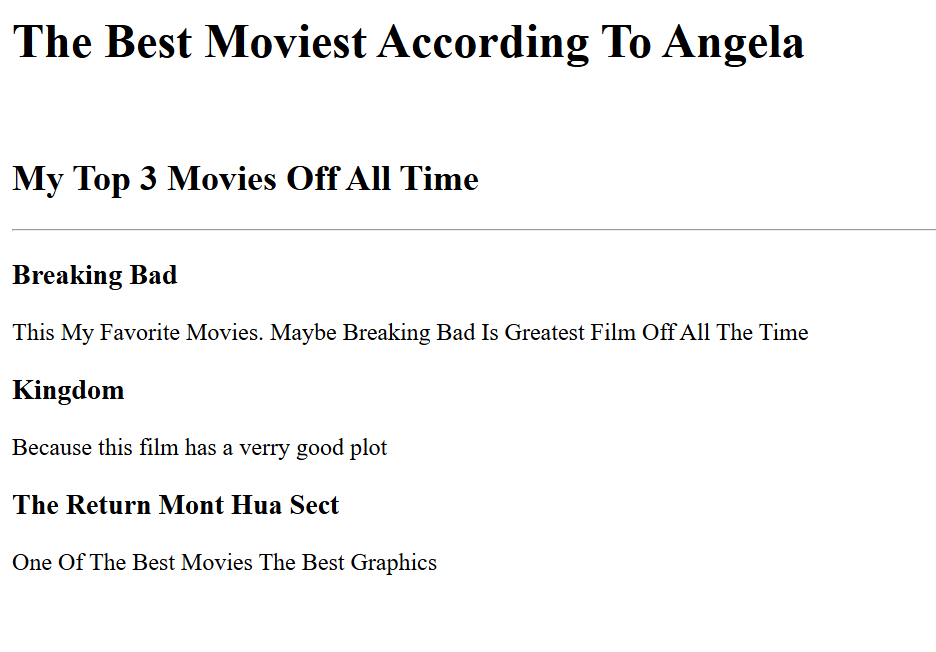 The Best Moviest According To Angela
My Top 3 Movies Off All Time
Breaking Bad
This My Favorite Movies. Maybe Breaking Bad Is Greatest Film Off All The Time
Kingdom
Because this film has a verry good plot
The Return Mont Hua Sect
One Of The Best Movies The Best Graphics